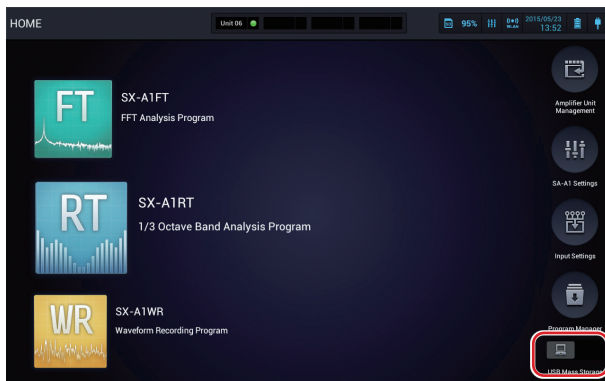 HOME
Unit 06
95%
WLAN
2015/05/23
13:52
FT
SX-A1FT
FFT Analysis Program
RT
SX-A1RT
1/3 Octave Band Analysis Program
WR
SX-A1WR
Waveform Recording Program
Amplifier Unit
Management
SA-A1 Settings
Input Settings
Program Manager
USB Mass Storage